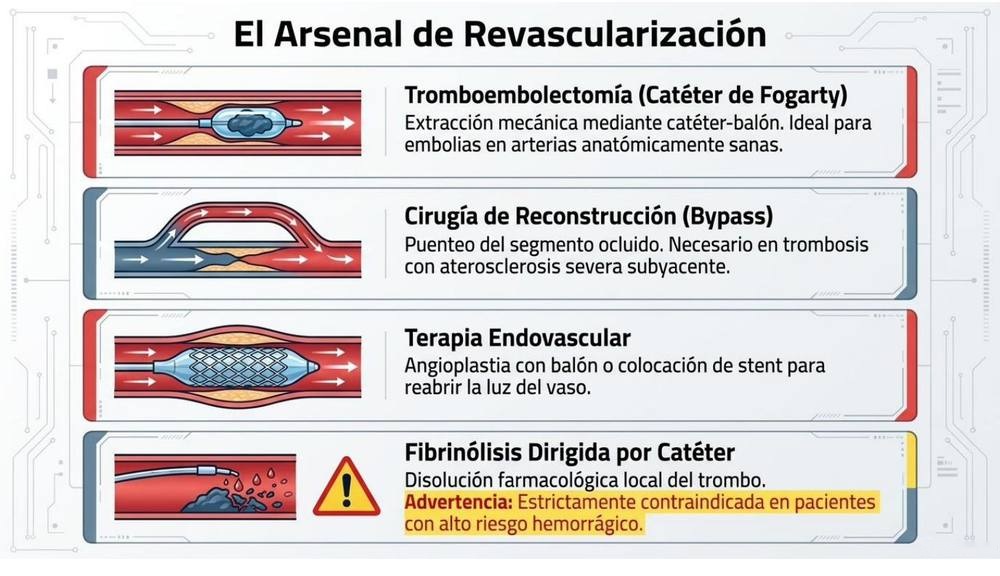 El Arsenal de Revascularización
Tromboembolectomía (Catéter de Fogarty)
Extracción mecánica mediante catéter-balón. Ideal para
embolias en arterias anatómicamente sanas.
Cirugía de Reconstrucción (Bypass)
Puenteo del segmento ocluido. Necesario en trombosis
con aterosclerosis severa subyacente.
Terapia Endovascular
Angioplastia con balón o colocación de stent para
reabrir la luz del vaso.
Fibrinólisis Dirigida por Catéter
Disolución farmacológica local del trombo.
Advertencia: Estrictamente contraindicada en pacientes
con alto riesgo hemorrágico.